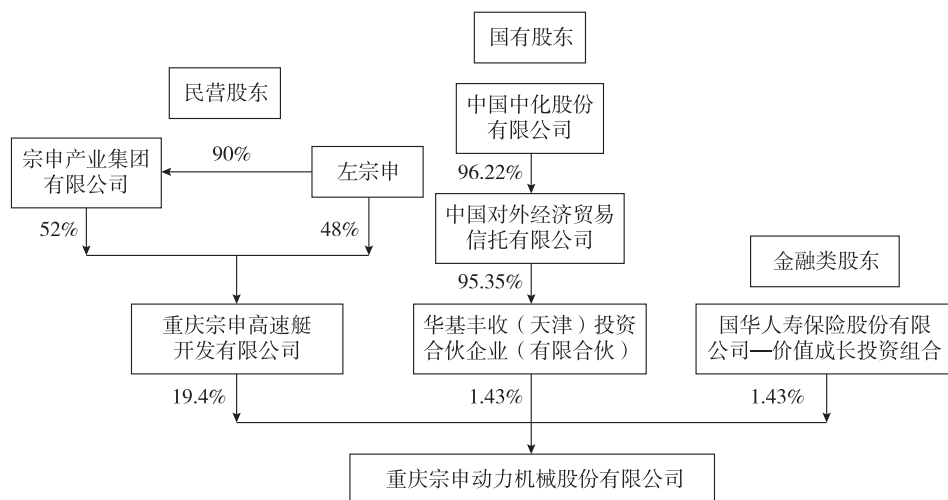 国有股东
民营股东
中国中化股份
有限公司
宗申产业集团
有限公司
90%
左宗申
96.22%
52%
48%
中国对外经济贸易
信托有限公司
95.35%
金融类股东
重庆宗申高速艇
开发有限公司
华基丰收（天津）投资
合伙企业（有限合伙）
国华人寿保险股份有限
公司—价值成长投资组合
19.4%
1.43%
1.43%
重庆宗申动力机械股份有限公司